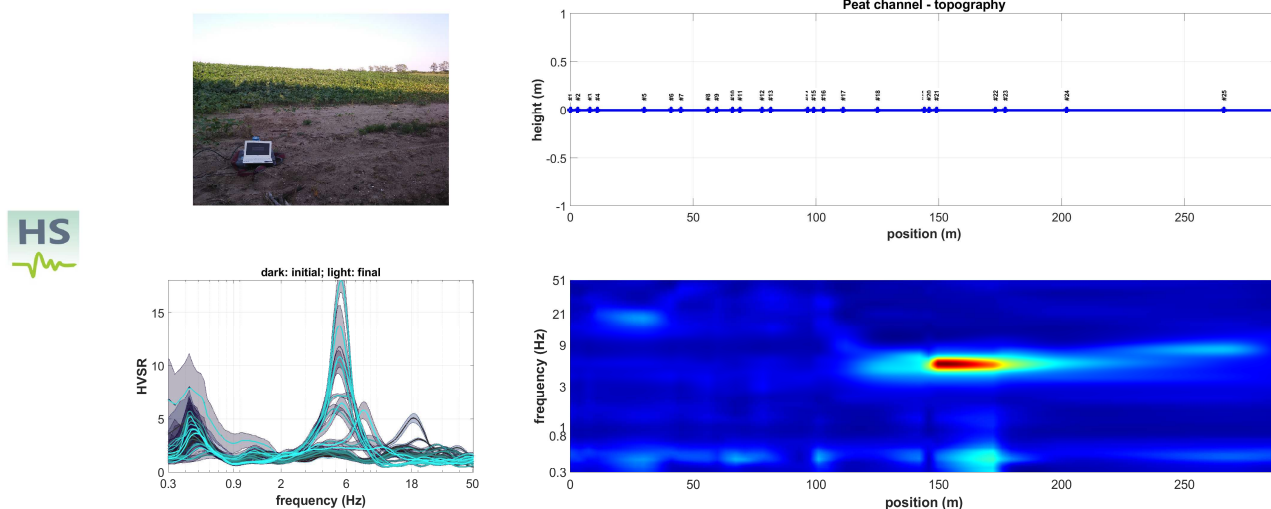 Peat channel - topography
1
0.5
0
-0.5
-1
height (m)
#1 #2 #3 #4 #5 #6 #7 #8 #9 #10 #11 #12 #13 #15 #16 #17 #18 #20 #21 #22 #23 #24 #25
0 50 100 150 200 250
position (m)
HS
dark: initial; light: final
15
10
5
0
HVSR
0.3 0.9 2 6 18 50
frequency (Hz)
51
21
9
3
1
0.8
0.3
frequency (Hz)
0 50 100 150 200 250
position (m)